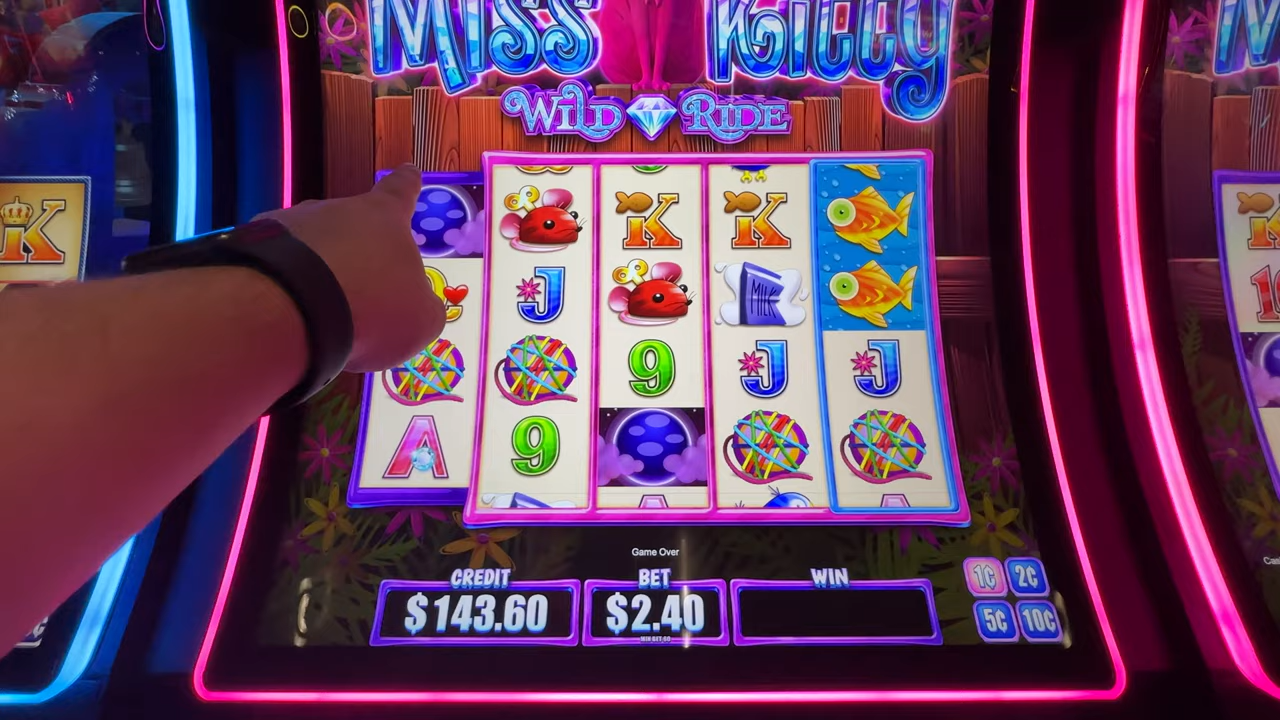 MISS KITTY
WILD RIDE
K
K K
Q J
MILK
9 J J
A 9
A A
Game Over
CREDIT BET WIN
$143.60 $2.40
1¢ 2¢
5¢ 10¢
K